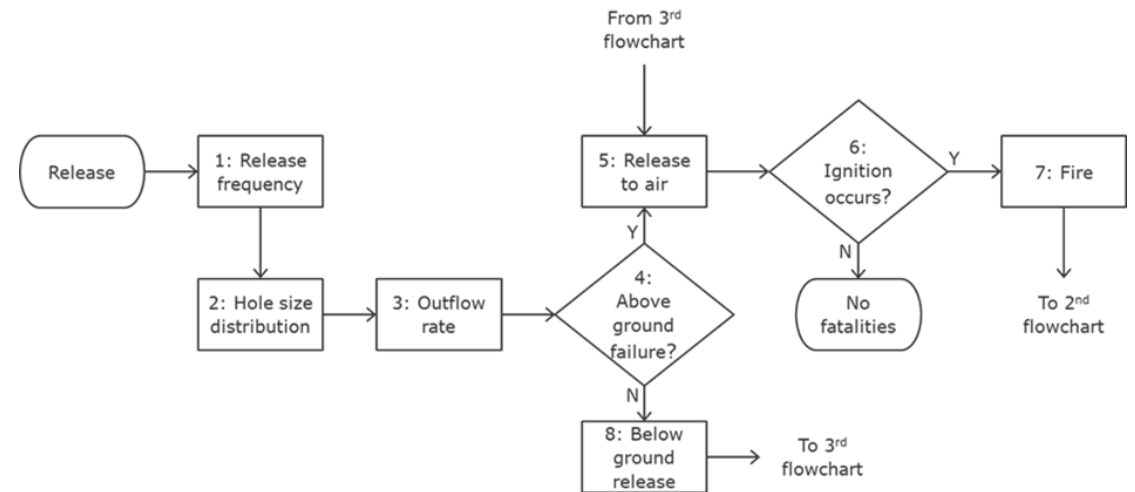 From 3rd
flowchart
Release
1: Release
frequency
5: Release
to air
6:
Ignition
occurs?
Y
7: Fire
Y
N
2: Hole size
distribution
3: Outflow
rate
4:
Above
ground
failure?
No
fatalities
To 2nd
flowchart
N
8: Below
ground
release
To 3rd
flowchart